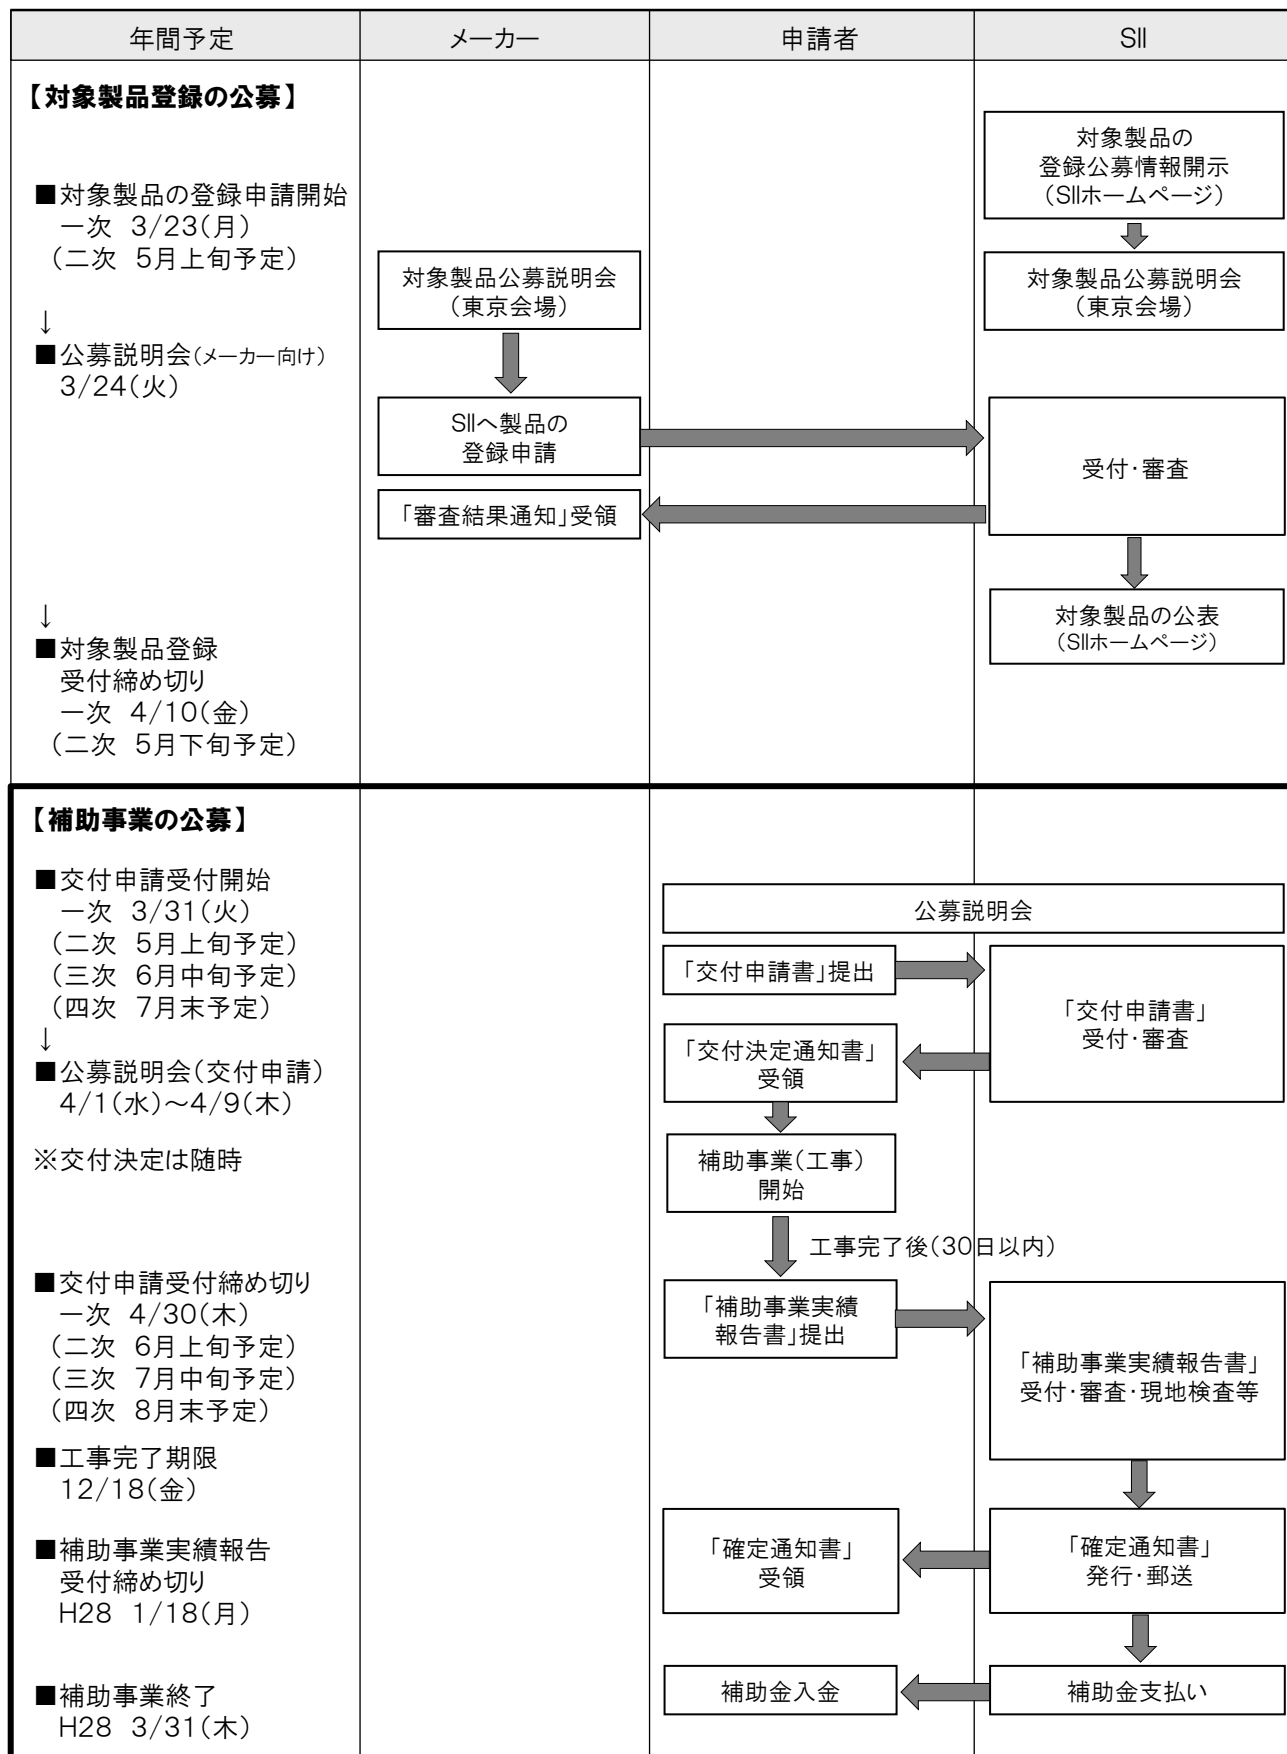 年間予定
メーカー
申請者
SII
【対象製品登録の公募】
■対象製品の登録申請開始
一次 3/23(月)
(二次 5月上旬予定)
↓
■公募説明会(メーカー向け)
3/24(火)
↓
■対象製品登録
受付締め切り
一次 4/10(金)
(二次 5月下旬予定)
対象製品公募説明会
(東京会場)
SIIへ製品の
登録申請
「審査結果通知」受領
対象製品の
登録公募情報開示
(SIIホームページ)
対象製品公募説明会
(東京会場)
受付・審査
対象製品の公表
(SIIホームページ)
【補助事業の公募】
■交付申請受付開始
一次 3/31(火)
(二次 5月上旬予定)
(三次 6月中旬予定)
(四次 7月末予定)
↓
■公募説明会(交付申請)
4/1(水)～4/9(木)
※交付決定は随時
■交付申請受付締め切り
一次 4/30(木)
(二次 6月上旬予定)
(三次 7月中旬予定)
(四次 8月末予定)
■工事完了期限
12/18(金)
■補助事業実績報告
受付締め切り
H28 1/18(月)
■補助事業終了
H28 3/31(木)
公募説明会
「交付申請書」提出
「交付申請書」
受付・審査
「交付決定通知書」
受領
補助事業(工事)
開始
工事完了後(30日以内)
「補助事業実績
報告書」提出
「補助事業実績報告書」
受付・審査・現地検査等
「確定通知書」
受領
「確定通知書」
発行・郵送
補助金入金
補助金支払い